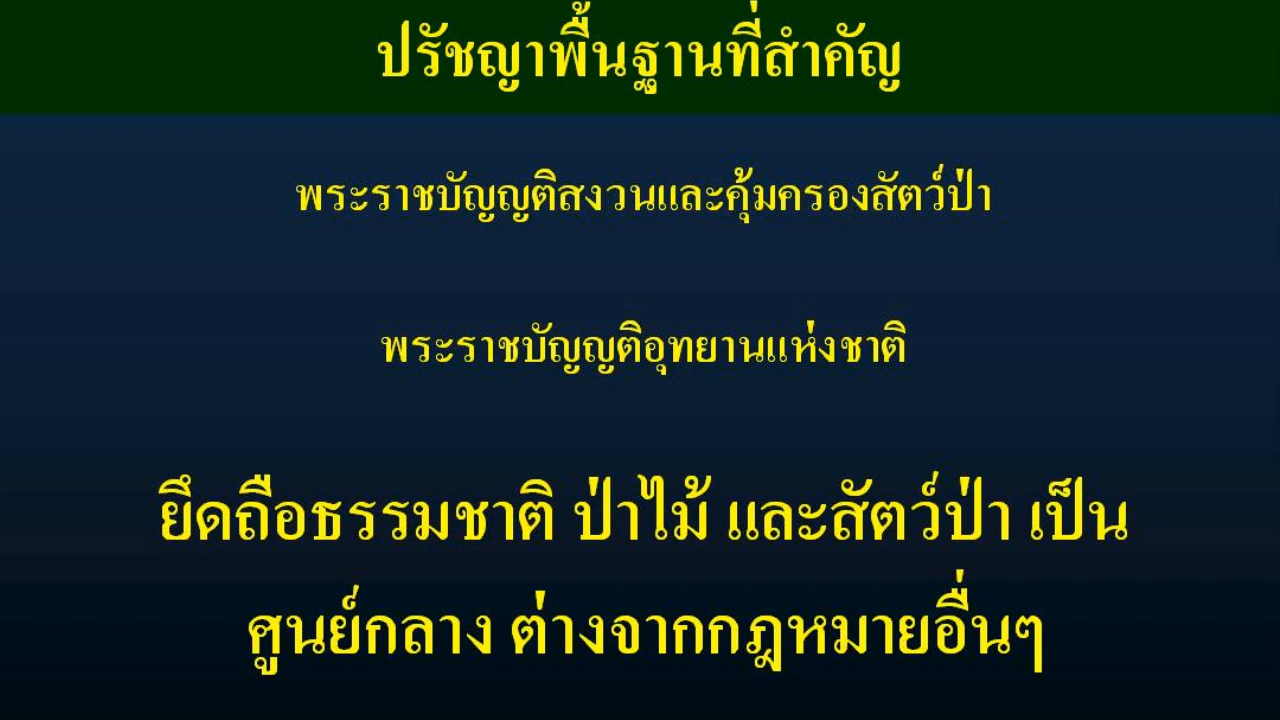 ปรัชญาพื้นฐานที่สำคัญ
พระราชบัญญติสงวนและคุ้มครองสัตว์ป่า
พระราชบัญญติอุทยานแห่งชาติ
ยึดถือธรรมชาติ ป่าไม้ และสัตว์ป่า เป็น
ศูนย์กลาง ต่างจากกฎหมายอื่นๆ